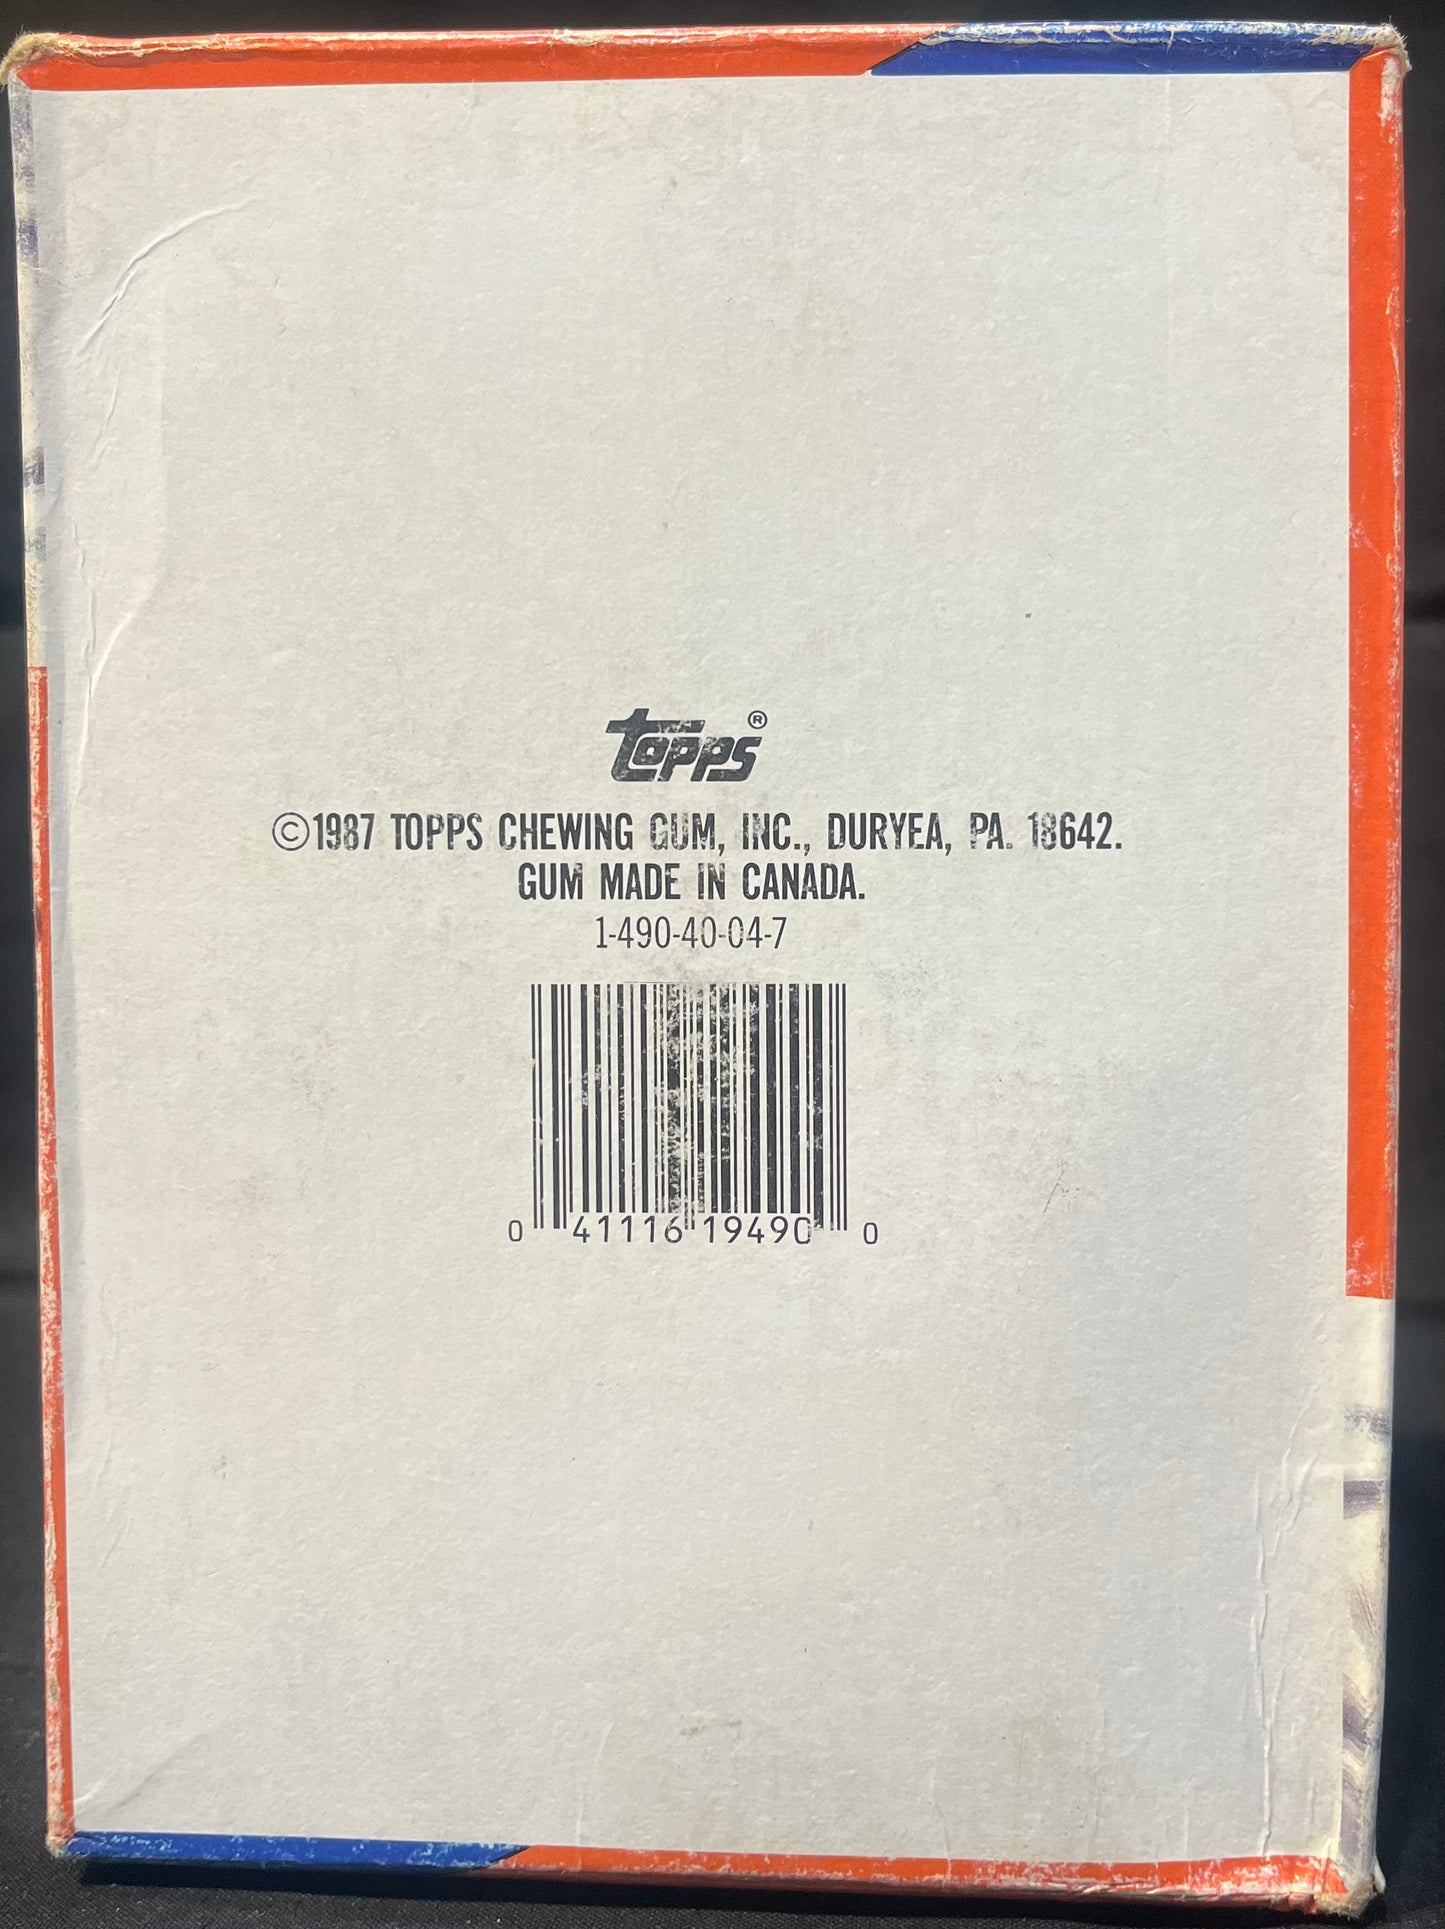 topps®
©1987 TOPPS CHEWING GUM, INC., DURYEA, PA. 18642.
GUM MADE IN CANADA.
1-490-40-04-7
0 41116 19490 0